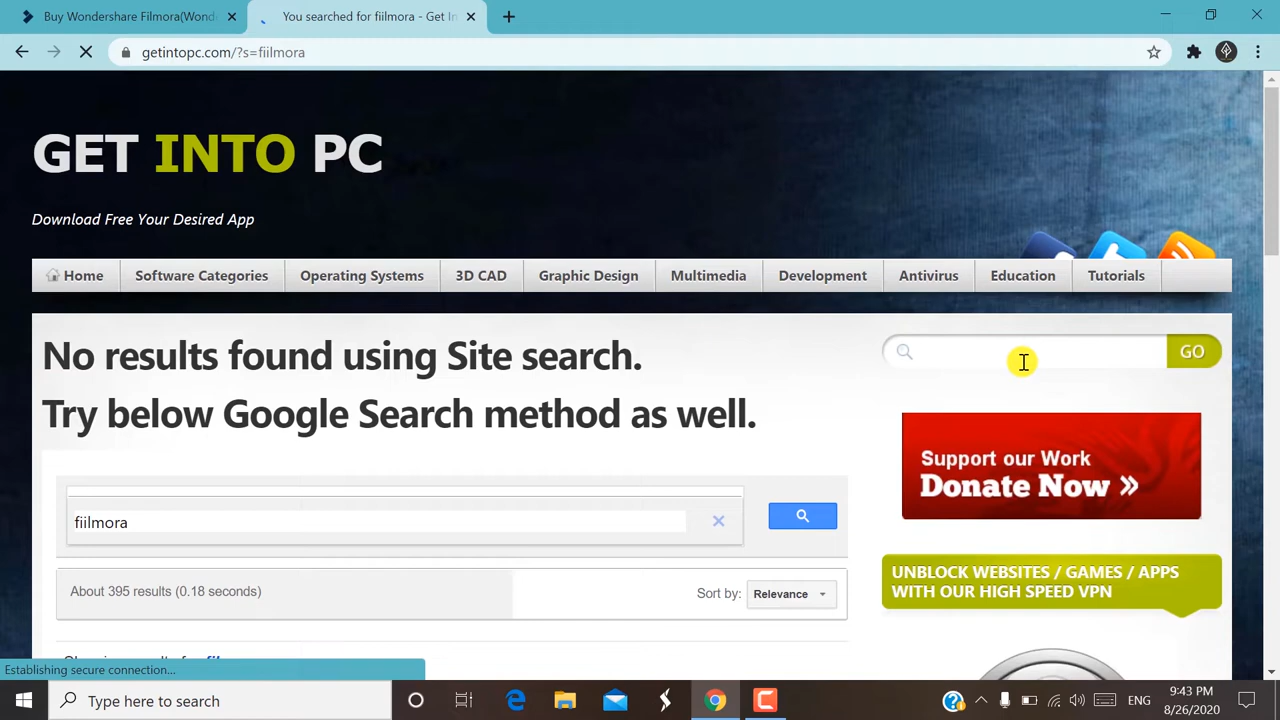 Buy Wondershare Filmora(Wond
You searched for fiilmora - Get In
getintopc.com/?s=fiilmora
GET INTO PC
Download Free Your Desired App
Home Software Categories Operating Systems 3D CAD Graphic Design Multimedia Development Antivirus Education Tutorials
No results found using Site search.
Try below Google Search method as well.
GO
Support our Work
Donate Now »
fiilmora
About 395 results (0.18 seconds)
Sort by: Relevance
UNBLOCK WEBSITES / GAMES / APPS
WITH OUR HIGH SPEED VPN
Establishing secure connection...
Type here to search
ENG
9:43 PM
8/26/2020